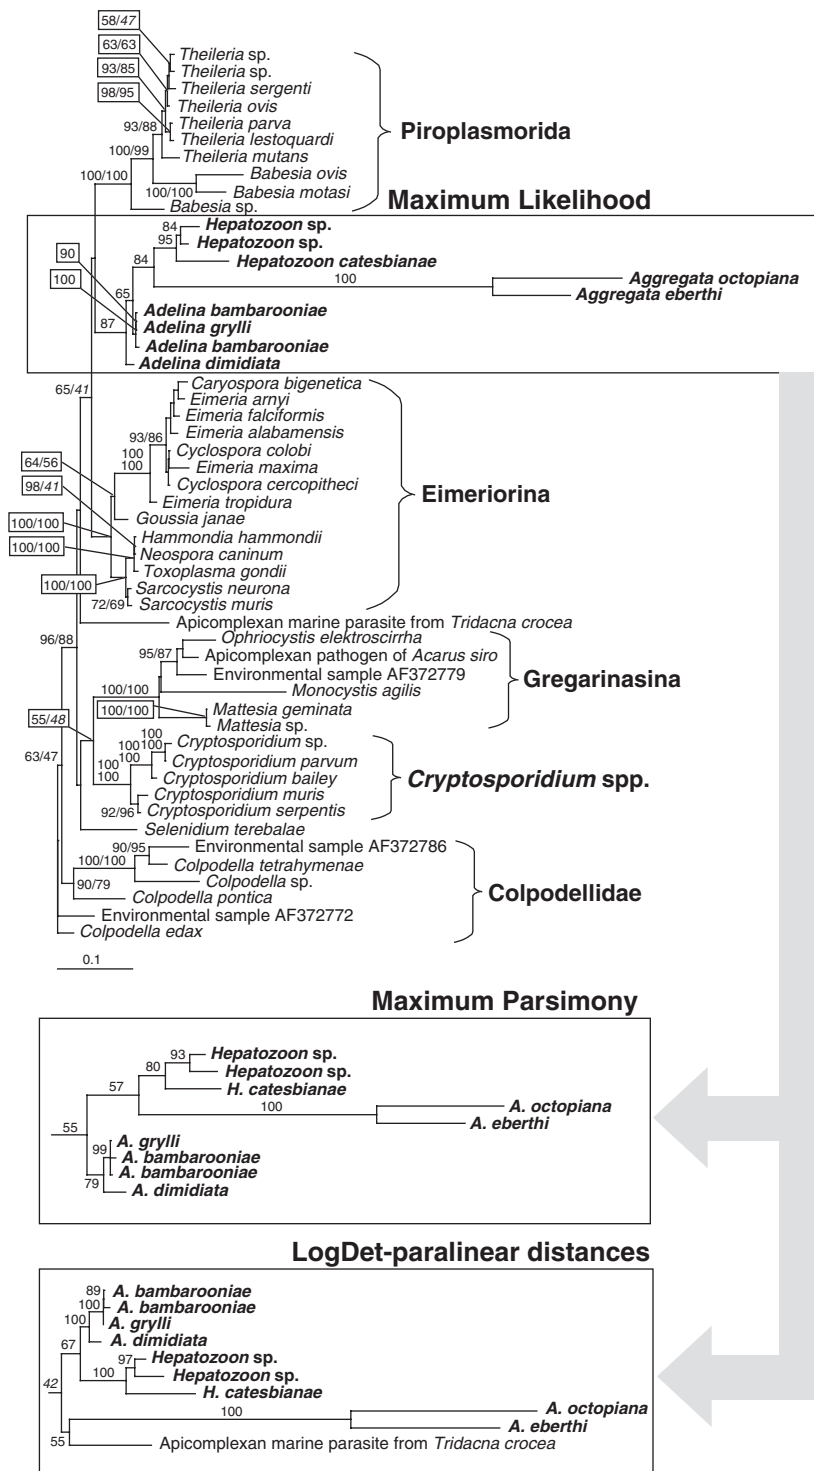 58/47
63/63
93/85
98/95
93/88
100/99
100/100
100/100
Theileria sp.
Theileria sp.
Theileria sergenti
Theileria ovis
Theileria parva
Theileria lestoquardi
Theileria mutans
Babesia ovis
Babesia motasi
Babesia sp.
Piroplasmorida
Maximum Likelihood
84
95
84
90
100
100
65
87
Hepatozoon sp.
Hepatozoon sp.
Hepatozoon catesbianae
Aggregata octopiana
Aggregata eberthi
Adelina bambarooniae
Adelina grylli
Adelina bambarooniae
Adelina dimidiata
65/41
93/86
100
100
64/56
98/41
100/100
100/100
100/100
72/69
Caryospora bigenetica
Eimeria arnyi
Eimeria falciformis
Eimeria alabamensis
Cyclospora colobi
Eimeria maxima
Cyclospora cercopitheci
Eimeria tropidura
Goussia janae
Hammondia hammondii
Neospora caninum
Toxoplasma gondii
Sarcocystis neurona
Sarcocystis muris
Eimeriorina
Apicomplexan marine parasite from Tridacna crocea
96/88
95/87
100/100
100/100
55/48
63/47
Ophriocystis elektroscirrha
Apicomplexan pathogen of Acarus siro
Environmental sample AF372779
Monocystis agilis
Mattesia geminata
Mattesia sp.
Gregarinasina
100
100
100
100
100
100
92/96
Cryptosporidium sp.
Cryptosporidium parvum
Cryptosporidium bailey
Cryptosporidium muris
Cryptosporidium serpentis
Cryptosporidium spp.
Selenidium terebalae
90/95
100/100
90/79
Environmental sample AF372786
Colpodella tetrahymenae
Colpodella sp.
Colpodella pontica
Environmental sample AF372772
Colpodella edax
Colpodellidae
0.1
Maximum Parsimony
93
80
57
100
55
99
79
Hepatozoon sp.
Hepatozoon sp.
H. catesbianae
A. octopiana
A. eberthi
A. grylli
A. bambarooniae
A. bambarooniae
A. dimidiata
LogDet-paralinear distances
89
100
100
67
97
100
42
100
55
A. bambarooniae
A. bambarooniae
A. grylli
A. dimidiata
Hepatozoon sp.
Hepatozoon sp.
H. catesbianae
A. octopiana
A. eberthi
Apicomplexan marine parasite from Tridacna crocea